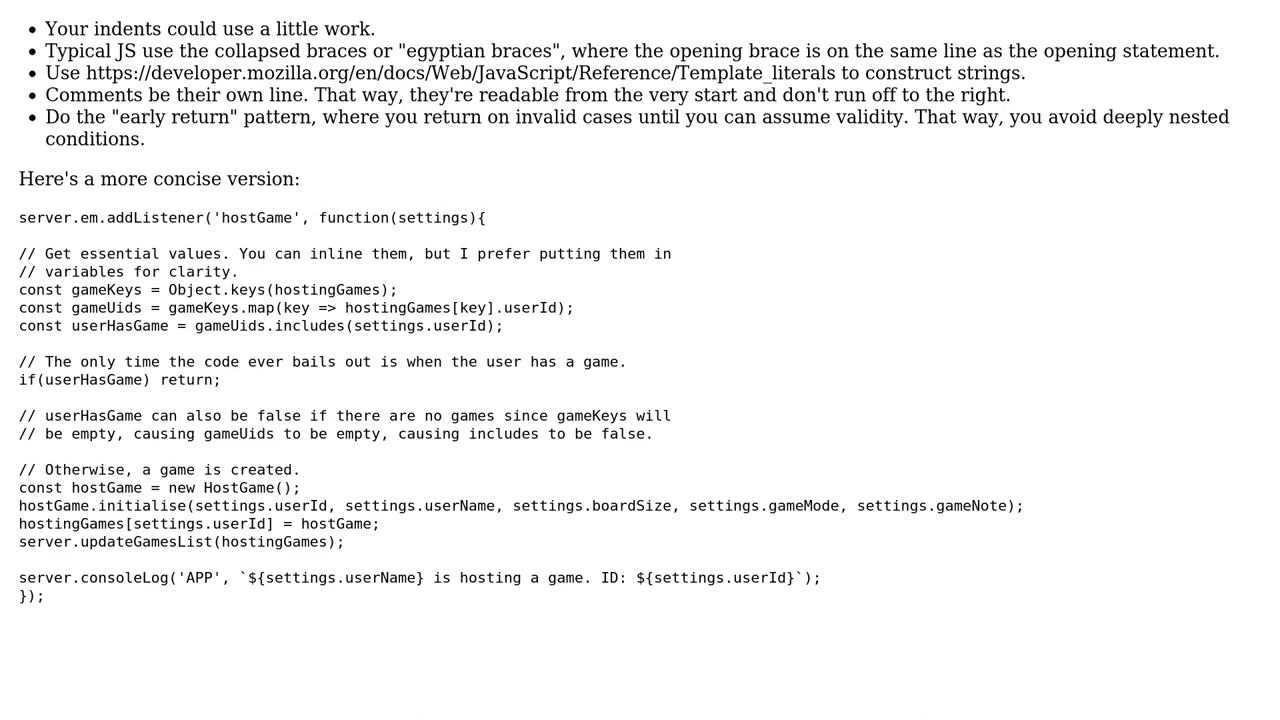 • Your indents could use a little work.
• Typical JS use the collapsed braces or "egyptian braces", where the opening brace is on the same line as the opening statement.
• Use https://developer.mozilla.org/en/docs/Web/JavaScript/Reference/Template_literals to construct strings.
• Comments be their own line. That way, they're readable from the very start and don't run off to the right.
• Do the "early return" pattern, where you return on invalid cases until you can assume validity. That way, you avoid deeply nested
conditions.
Here's a more concise version:
server.em.addListener('hostGame', function(settings){
// Get essential values. You can inline them, but I prefer putting them in
// variables for clarity.
const gameKeys = Object.keys(hostingGames);
const gameUids = gameKeys.map(key => hostingGames[key].userId);
const userHasGame = gameUids.includes(settings.userId);
// The only time the code ever bails out is when the user has a game.
if(userHasGame) return;
// userHasGame can also be false if there are no games since gameKeys will
// be empty, causing gameUids to be empty, causing includes to be false.
// Otherwise, a game is created.
const hostGame = new HostGame();
hostGame.initialise(settings.userId, settings.userName, settings.boardSize, settings.gameMode, settings.gameNote);
hostingGames[settings.userId] = hostGame;
server.updateGamesList(hostingGames);
server.consoleLog('APP', `${settings.userName} is hosting a game. ID: ${settings.userId}`);
});